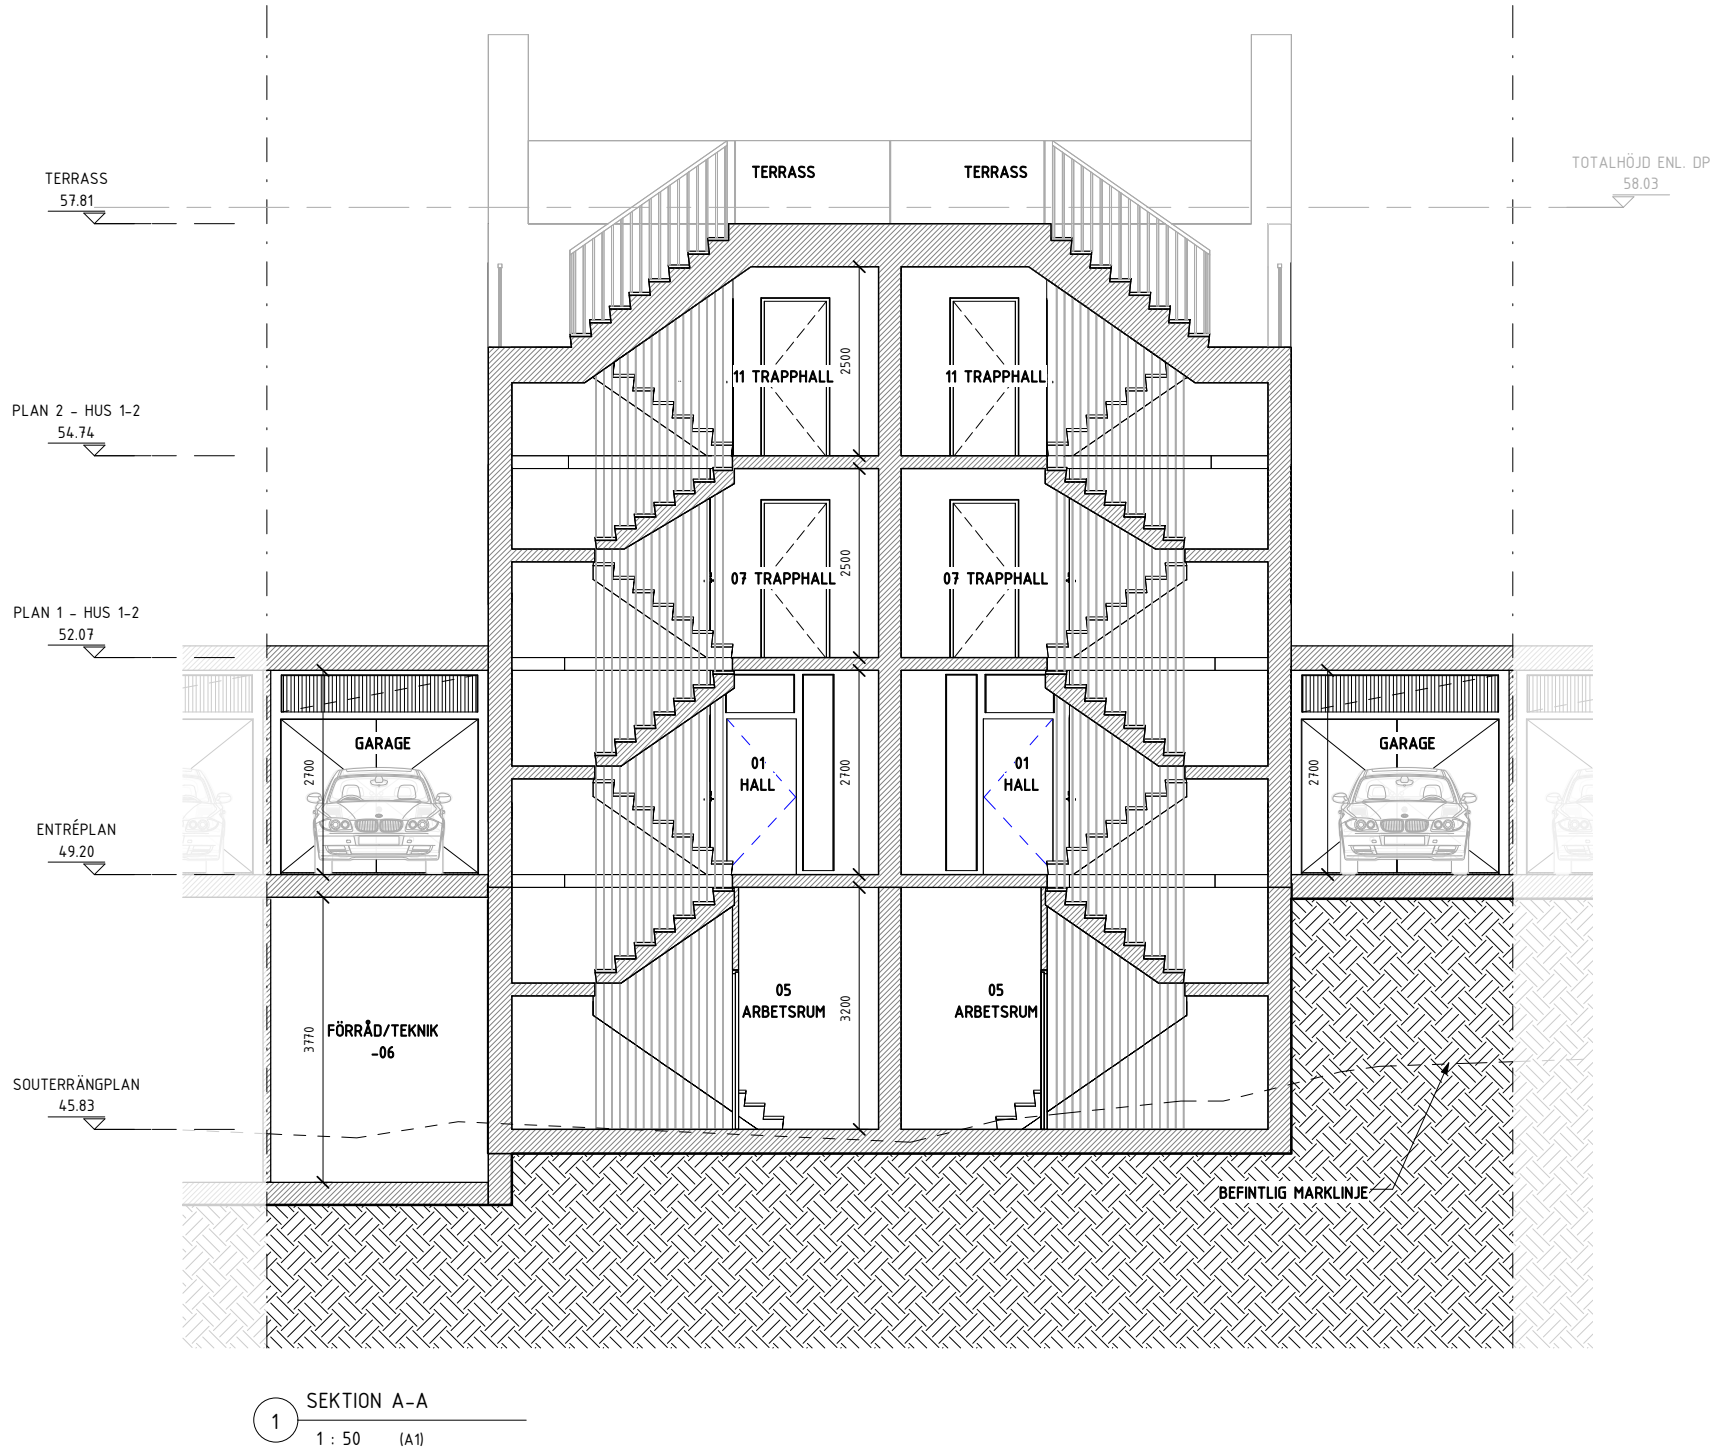 TERRASS
TERRASS
TERRASS
57.81
TOTALHÖJD ENL. DP
58.03
11 TRAPPHALL
2500
11 TRAPPHALL
PLAN 2 - HUS 1-2
54.74
07 TRAPPHALL
2500
07 TRAPPHALL
PLAN 1 - HUS 1-2
52.07
GARAGE
2700
01
HALL
2700
01
HALL
GARAGE
2700
ENTRÉPLAN
49.20
05
ARBETSRUM
3200
05
ARBETSRUM
3770
FÖRRÅD/TEKNIK
-06
SOUTERRÄNGPLAN
45.83
BEFINTLIG MARKLINJE
1
SEKTION A-A
1 : 50 (A1)